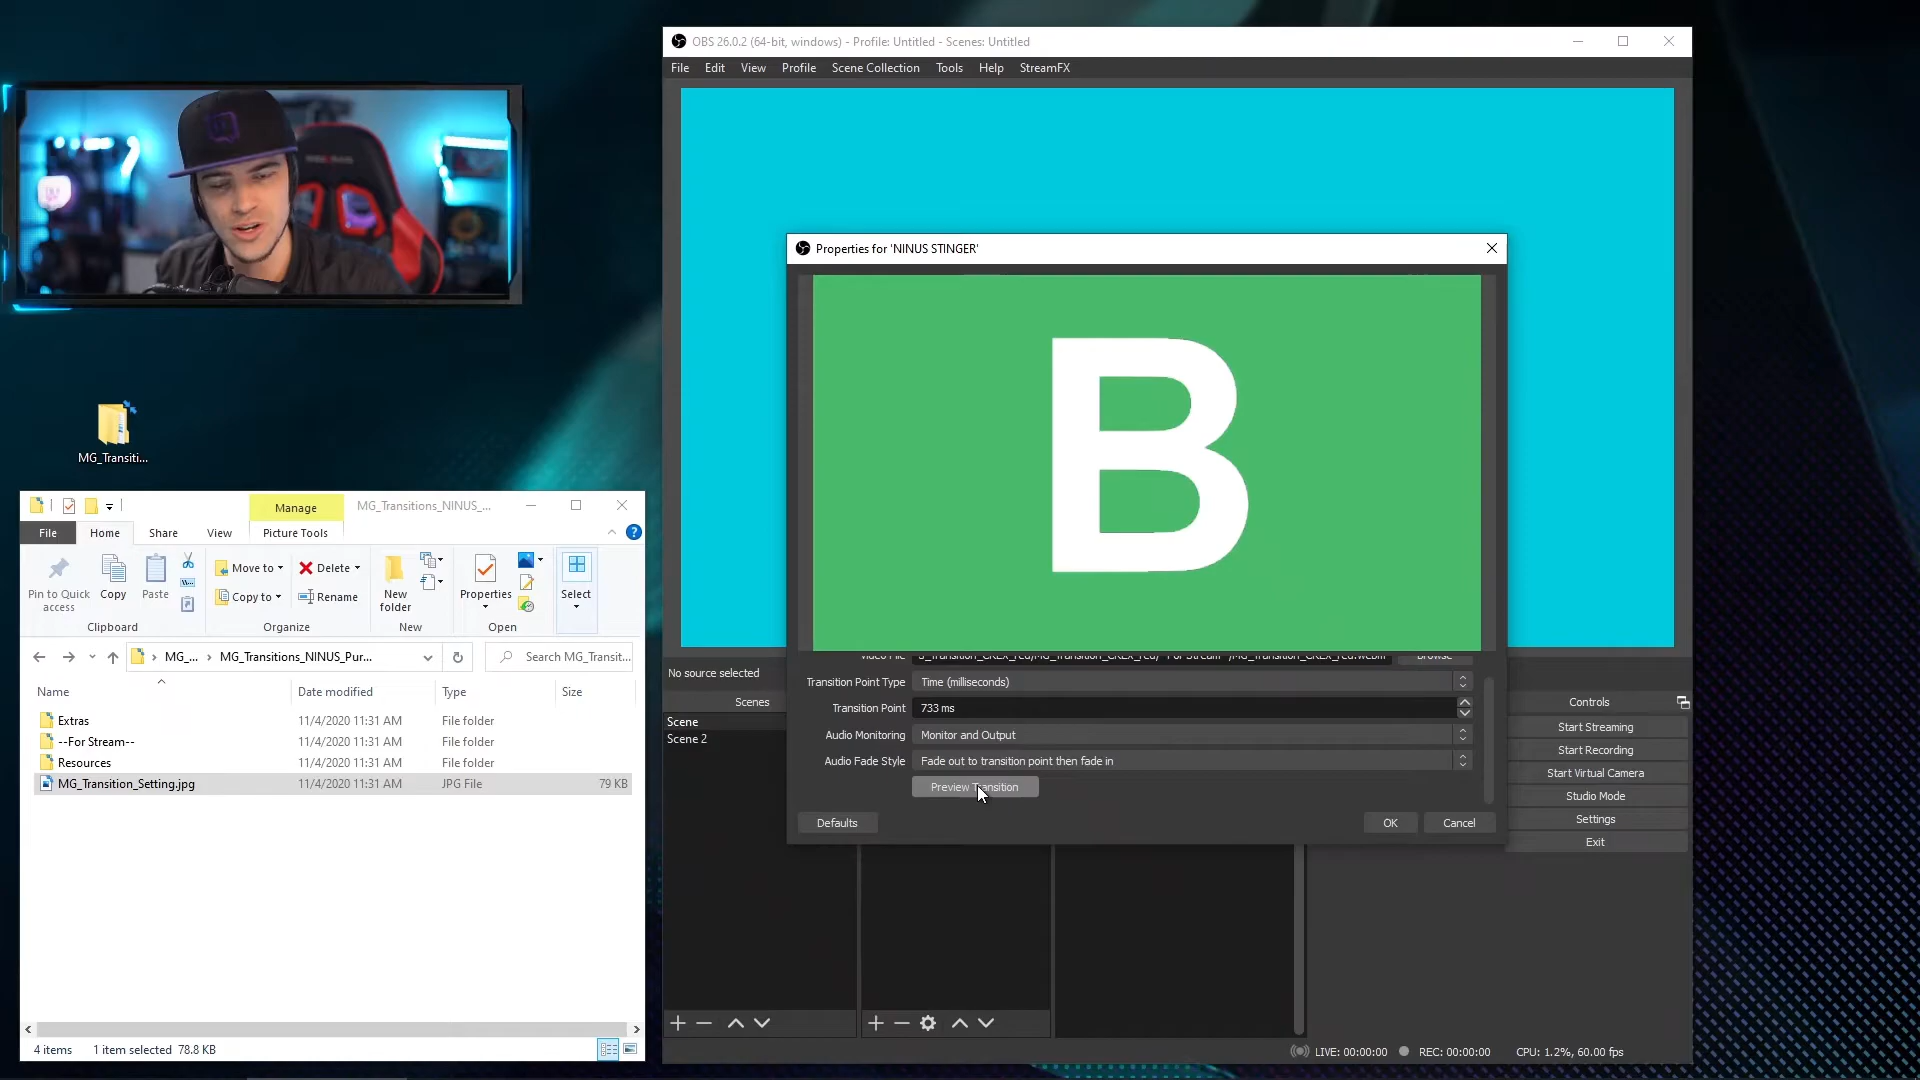 OBS 26.0.2 (64-bit, windows) - Profile: Untitled - Scenes: Untitled
File Edit View Profile Scene Collection Tools Help StreamFX
Properties for 'NINUS STINGER'
B
Video File
Browse
Transition Point Type Time (milliseconds)
Transition Point 733 ms
Audio Monitoring Monitor and Output
Audio Fade Style Fade out to transition point then fade in
Preview Transition
Defaults OK Cancel
No source selected
Scenes
Scene
Scene 2
Controls
Start Streaming
Start Recording
Start Virtual Camera
Studio Mode
Settings
Exit
LIVE: 00:00:00 REC: 00:00:00 CPU: 1.2%, 60.00 fps
MG_Transiti...
Manage MG_Transitions_NINUS_...
File Home Share View Picture Tools
Pin to Quick access
Copy
Paste
Move to
Copy to
Delete
Rename
New folder
Properties
Select
Clipboard Organize New Open
MG_... › MG_Transitions_NINUS_Pur...
Search MG_Transit...
Name Date modified Type Size
Extras 11/4/2020 11:31 AM File folder
--For Stream-- 11/4/2020 11:31 AM File folder
Resources 11/4/2020 11:31 AM File folder
MG_Transition_Setting.jpg 11/4/2020 11:31 AM JPG File 79 KB
4 items 1 item selected 78.8 KB